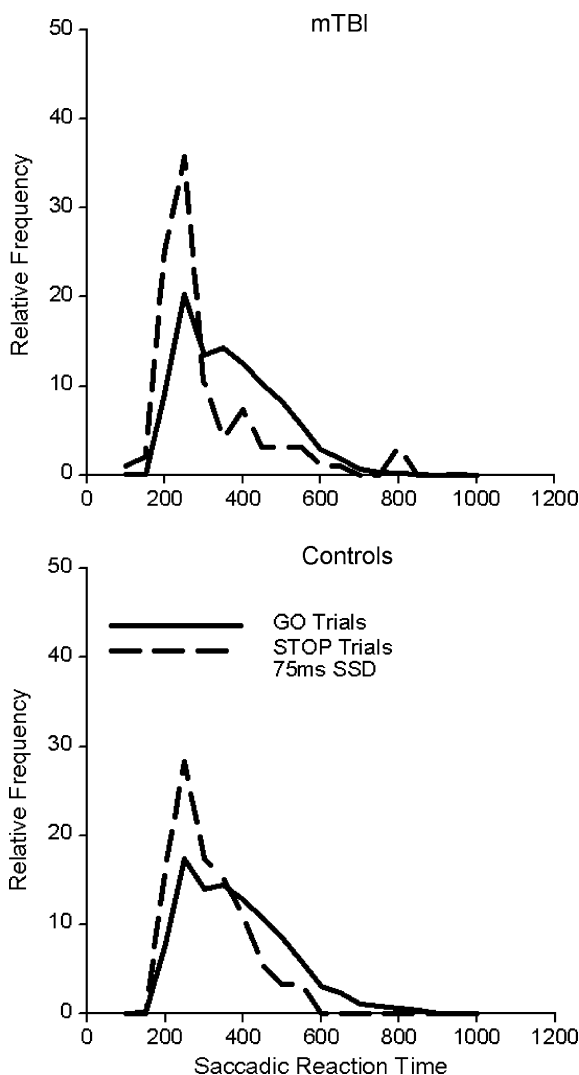 mTBI
50
40
30
20
10
0
Relative Frequency
0 200 400 600 800 1000 1200
Controls
50
40
30
20
10
0
Relative Frequency
GO Trials
STOP Trials
75ms SSD
0 200 400 600 800 1000 1200
Saccadic Reaction Time